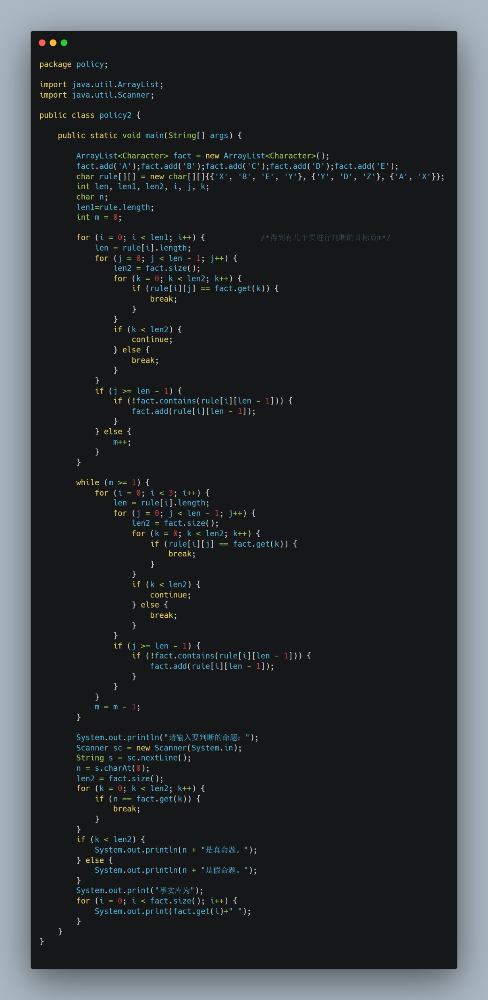 package policy;
import java.util.ArrayList;
import java.util.Scanner;
public class policy2 {
    public static void main(String[] args) {
        ArrayList<Character> fact = new ArrayList<Character>();
        fact.add('A');fact.add('B');fact.add('C');fact.add('D');fact.add('E');
        char rule[][] = new char[][]{{'X', 'B', 'E', 'Y'}, {'Y', 'D', 'Z'}, {'A', 'X'}};
        int len, len1, len2, i, j, k;
        char n;
        len1=rule.length;
        int m = 0;
        for (i = 0; i < len1; i++) {            /*得到有几个要进行判断的目标数m*/
            len = rule[i].length;
            for (j = 0; j < len - 1; j++) {
                len2 = fact.size();
                for (k = 0; k < len2; k++) {
                    if (rule[i][j] == fact.get(k)) {
                        break;
                    }
                }
                if (k < len2) {
                    continue;
                } else {
                    break;
                }
            }
            if (j >= len - 1) {
                if (!fact.contains(rule[i][len - 1])) {
                    fact.add(rule[i][len - 1]);
                }
            } else {
                m++;
            }
        }
        while (m >= 1) {
            for (i = 0; i < 3; i++) {
                len = rule[i].length;
                for (j = 0; j < len - 1; j++) {
                    len2 = fact.size();
                    for (k = 0; k < len2; k++) {
                        if (rule[i][j] == fact.get(k)) {
                            break;
                        }
                    }
                    if (k < len2) {
                        continue;
                    } else {
                        break;
                    }
                }
                if (j >= len - 1) {
                    if (!fact.contains(rule[i][len - 1])) {
                        fact.add(rule[i][len - 1]);
                    }
                }
            }
            m = m - 1;
        }
        System.out.println("请输入要判断的命题：");
        Scanner sc = new Scanner(System.in);
        String s = sc.nextLine();
        n = s.charAt(0);
        len2 = fact.size();
        for (k = 0; k < len2; k++) {
            if (n == fact.get(k)) {
                break;
            }
        }
        if (k < len2) {
            System.out.println(n + "是真命题。");
        } else {
            System.out.println(n + "是假命题。");
        }
        System.out.print("事实库为");
        for (i = 0; i < fact.size(); i++) {
            System.out.print(fact.get(i)+" ");
        }
    }
}